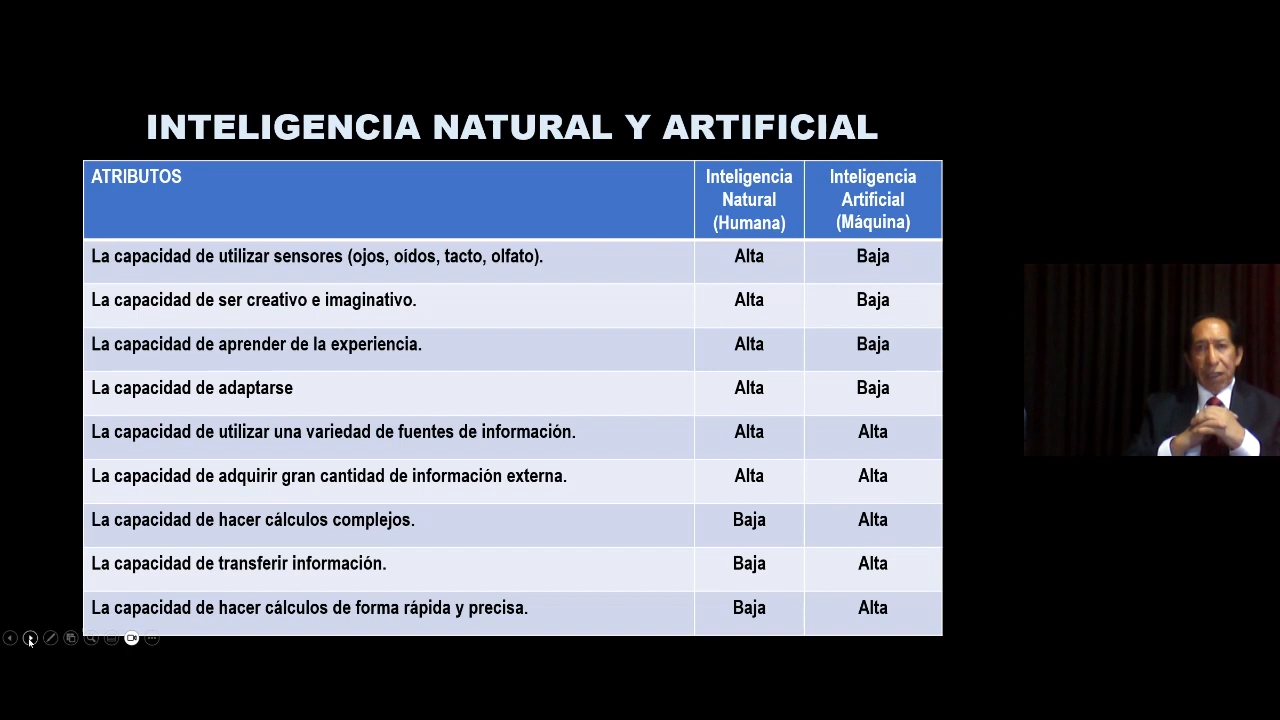 INTELIGENCIA NATURAL Y ARTIFICIAL
ATRIBUTOS
Inteligencia
Natural
(Humana)
Inteligencia
Artificial
(Máquina)
La capacidad de utilizar sensores (ojos, oídos, tacto, olfato). Alta Baja
La capacidad de ser creativo e imaginativo. Alta Baja
La capacidad de aprender de la experiencia. Alta Baja
La capacidad de adaptarse Alta Baja
La capacidad de utilizar una variedad de fuentes de información. Alta Alta
La capacidad de adquirir gran cantidad de información externa. Alta Alta
La capacidad de hacer cálculos complejos. Baja Alta
La capacidad de transferir información. Baja Alta
La capacidad de hacer cálculos de forma rápida y precisa. Baja Alta